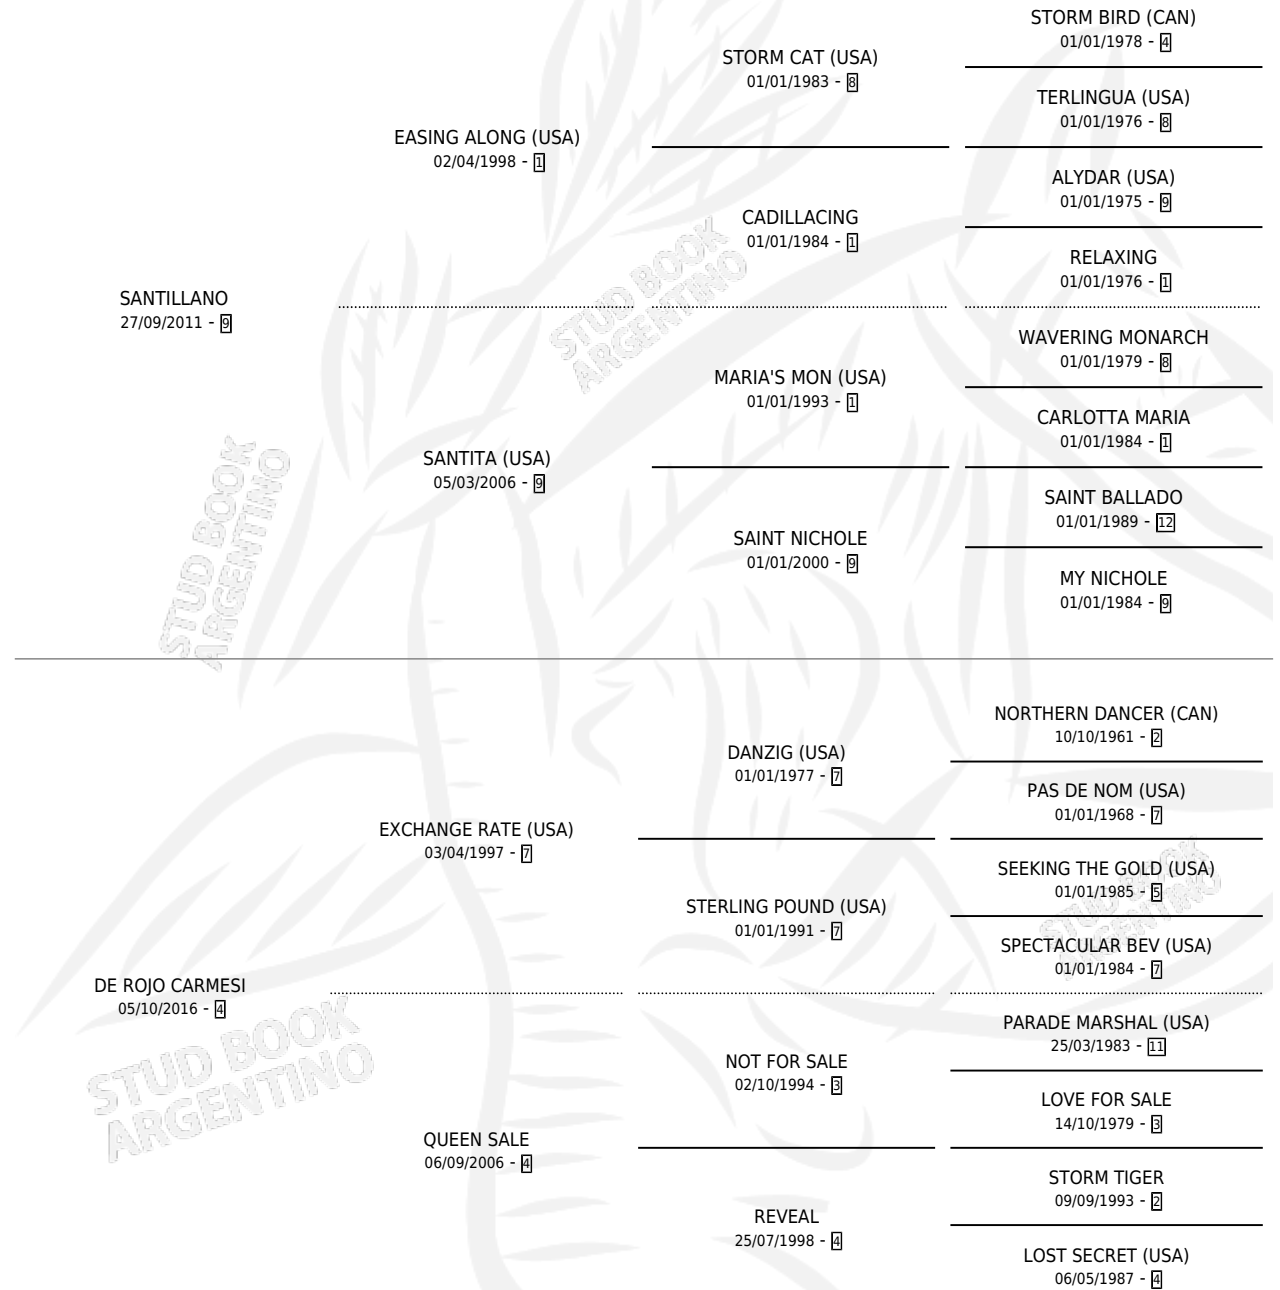 STORM BIRD (CAN)
01/01/1978 - 4
STORM CAT (USA)
01/01/1983 - 8
TERLINGUA (USA)
01/01/1976 - 8
EASING ALONG (USA)
02/04/1998 - 1
ALYDAR (USA)
01/01/1975 - 9
CADILLACING
01/01/1984 - 1
RELAXING
01/01/1976 - 1
STUD BOOK
ARGENTINO
SANTILLANO
27/09/2011 - 9
WAVERING MONARCH
01/01/1979 - 8
MARIA'S MON (USA)
01/01/1993 - 1
CARLOTTA MARIA
01/01/1984 - 1
SANTITA (USA)
05/03/2006 - 9
SAINT BALLADO
01/01/1989 - 12
SAINT NICHOLE
01/01/2000 - 9
MY NICHOLE
01/01/1984 - 9
STUD BOOK
ARGENTINO
NORTHERN DANCER (CAN)
10/10/1961 - 2
DANZIG (USA)
01/01/1977 - 7
PAS DE NOM (USA)
01/01/1968 - 7
EXCHANGE RATE (USA)
03/04/1997 - 7
SEEKING THE GOLD (USA)
01/01/1985 - 5
STERLING POUND (USA)
01/01/1991 - 7
SPECTACULAR BEV (USA)
01/01/1984 - 7
STUD BOOK
ARGENTINO
DE ROJO CARMESI
05/10/2016 - 4
PARADE MARSHAL (USA)
25/03/1983 - 11
NOT FOR SALE
02/10/1994 - 3
LOVE FOR SALE
14/10/1979 - 3
STUD BOOK
ARGENTINO
QUEEN SALE
06/09/2006 - 4
STORM TIGER
09/09/1993 - 2
REVEAL
25/07/1998 - 4
LOST SECRET (USA)
06/05/1987 - 4